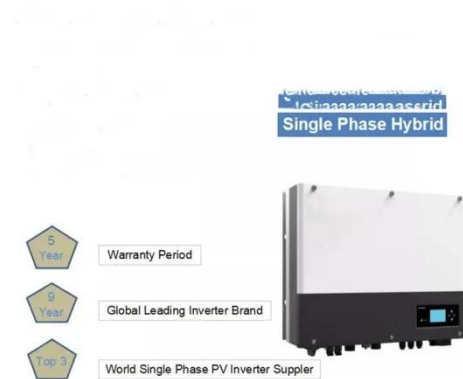 Single Phase Hybrid
5
Year
Warranty Period
9
Year
Global Leading Inverter Brand
Top 3
World Single Phase PV Inverter Suppler